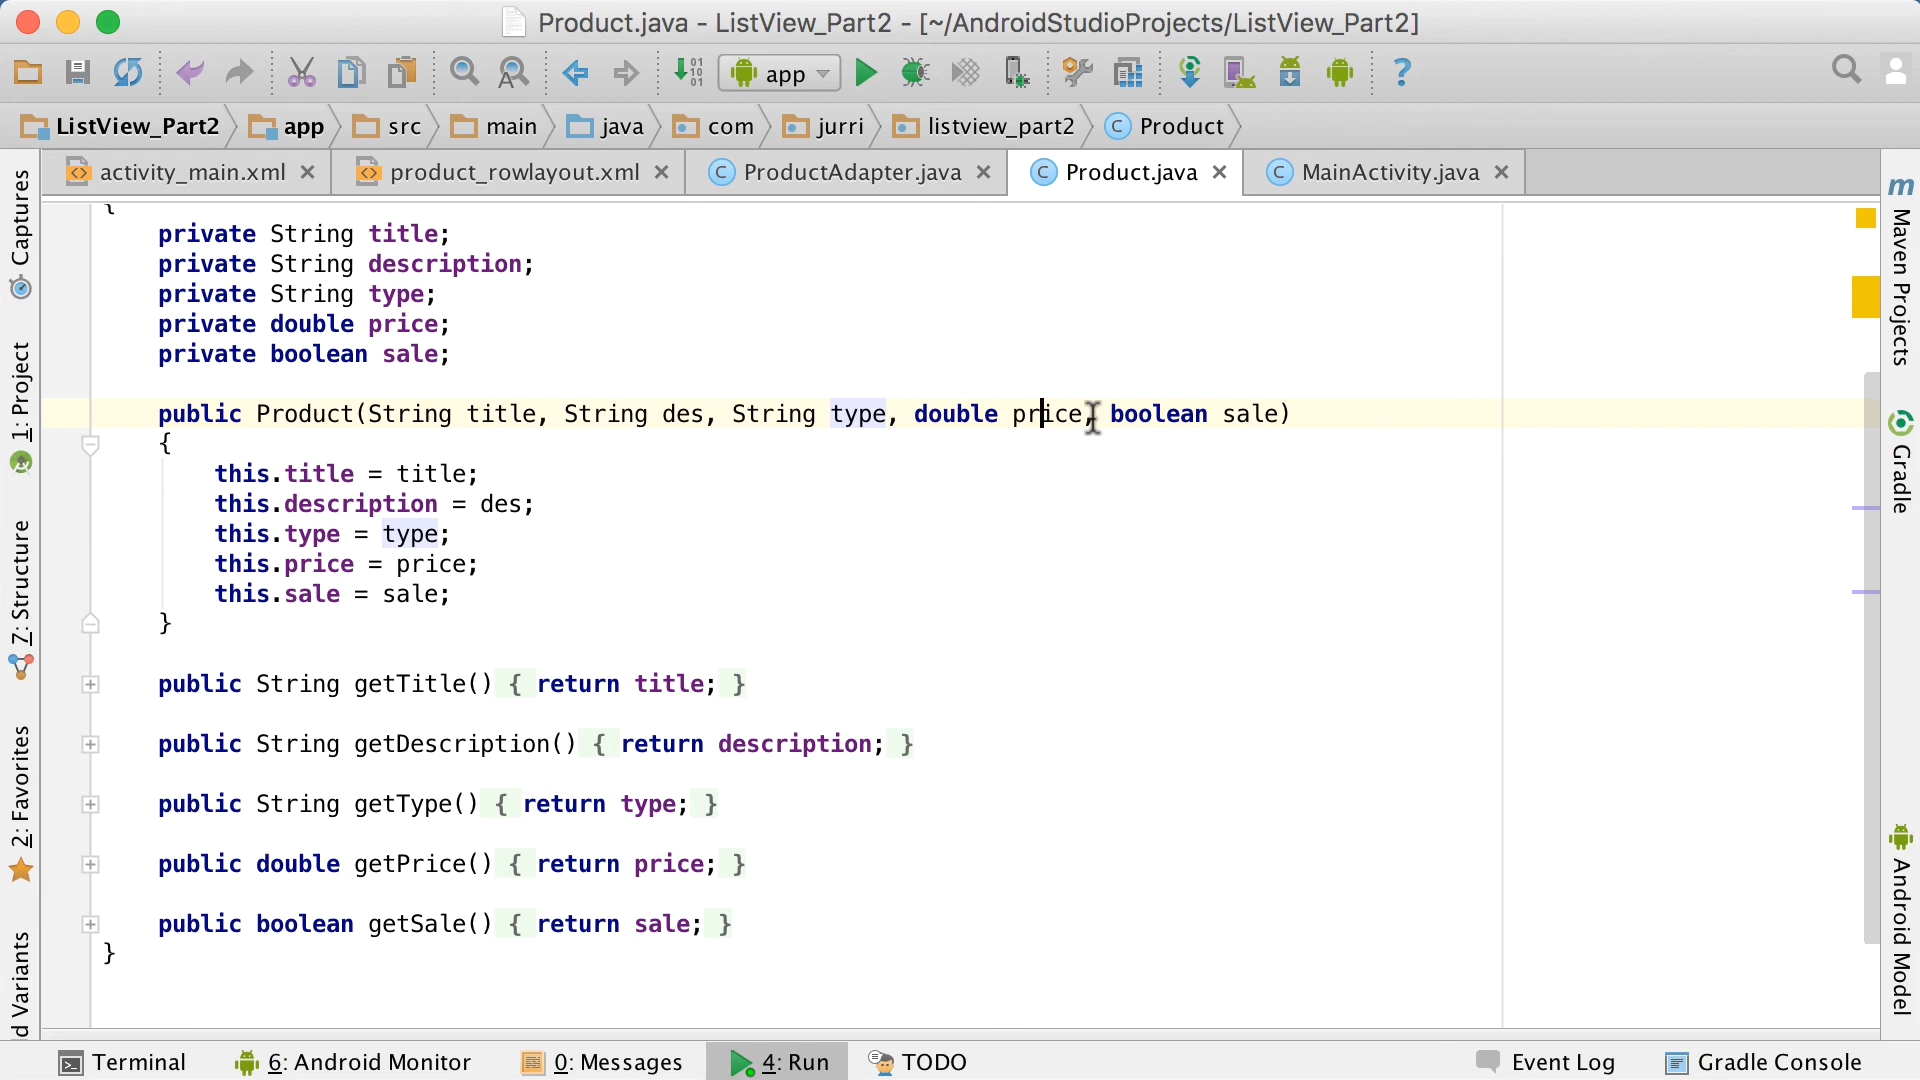 Product.java - ListView_Part2 - [~/AndroidStudioProjects/ListView_Part2]
app
ListView_Part2 app src main java com jurri listview_part2 Product
activity_main.xml product_rowlayout.xml ProductAdapter.java Product.java MainActivity.java
{
private String title;
private String description;
private String type;
private double price;
private boolean sale;
public Product(String title, String des, String type, double price, boolean sale)
{
this.title = title;
this.description = des;
this.type = type;
this.price = price;
this.sale = sale;
}
public String getTitle() { return title; }
public String getDescription() { return description; }
public String getType() { return type; }
public double getPrice() { return price; }
public boolean getSale() { return sale; }
}
Captures
1: Project
7: Structure
2: Favorites
d Variants
Maven Projects
Gradle
Android Model
Terminal 6: Android Monitor 0: Messages 4: Run TODO Event Log Gradle Console